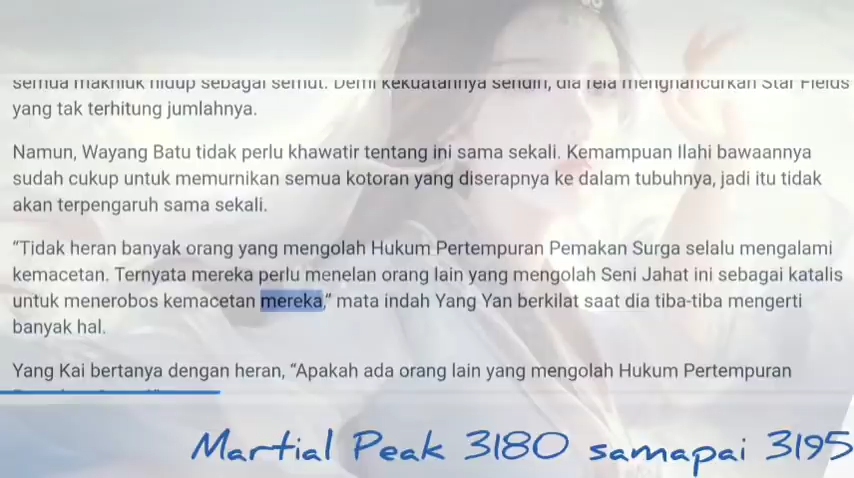 semua makhluk hidup sebagai semut. Demi kekuatannya sendiri, dia rela menghancurkan Star Fields
yang tak terhitung jumlahnya.
Namun, Wayang Batu tidak perlu khawatir tentang ini sama sekali. Kemampuan Ilahi bawaannya
sudah cukup untuk memurnikan semua kotoran yang diserapnya ke dalam tubuhnya, jadi itu tidak
akan terpengaruh sama sekali.
“Tidak heran banyak orang yang mengolah Hukum Pertempuran Pemakan Surga selalu mengalami
kemacetan. Ternyata mereka perlu menelan orang lain yang mengolah Seni Jahat ini sebagai katalis
untuk menerobos kemacetan mereka,” mata indah Yang Yan berkilat saat dia tiba-tiba mengerti
banyak hal.
Yang Kai bertanya dengan heran, “Apakah ada orang lain yang mengolah Hukum Pertempuran
Martial Peak 3180 samapai 3195